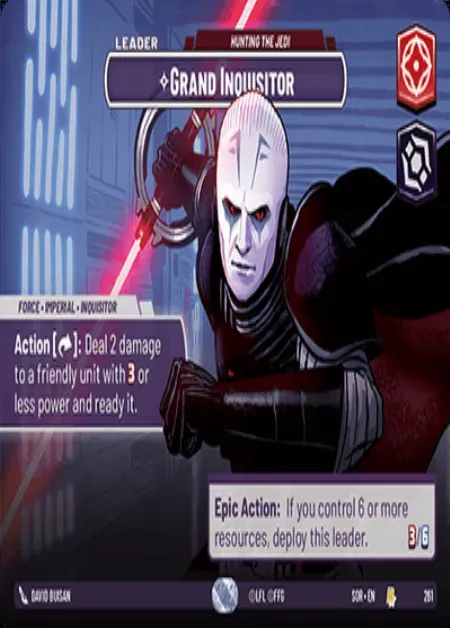 LEADER
HUNTING THE JEDI
✧GRAND INQUISITOR
FORCE • IMPERIAL • INQUISITOR
Action [↷]: Deal 2 damage
to a friendly unit with 3 or
less power and ready it.
Epic Action: If you control 6 or more
resources, deploy this leader.
3/6
DAVID BUISAN
©LFL ©FFG
SOR • EN
261